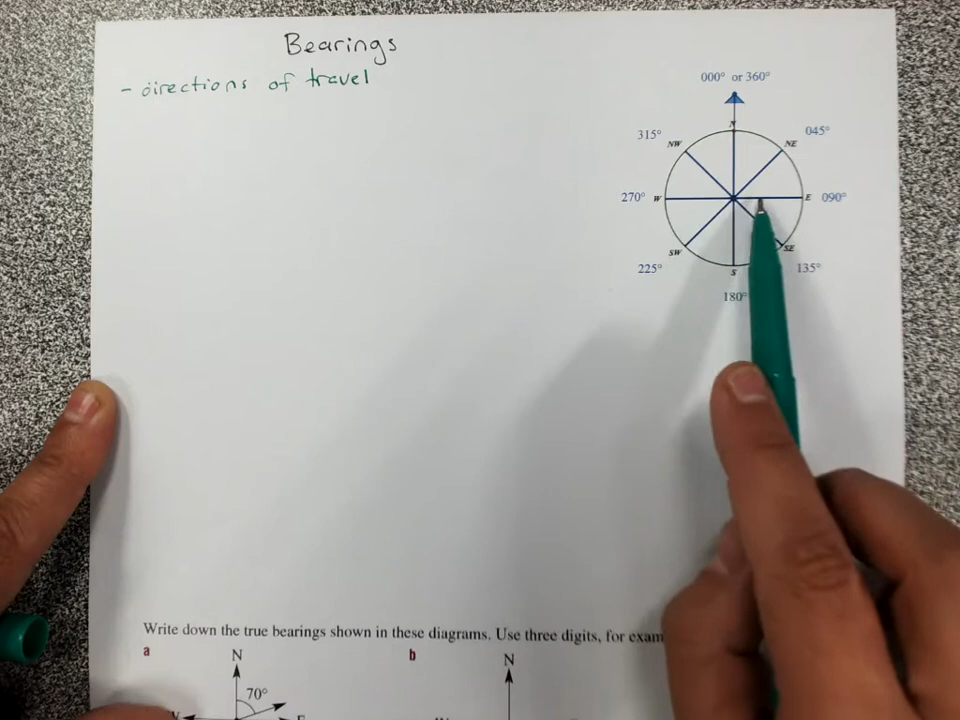 Bearings
- directions of travel
000° or 360°
N
315°
NW
NE
045°
270°
W
E
090°
SW
SE
225°
135°
S
180°
Write down the true bearings shown in these diagrams. Use three digits, for
a
N
b
N
70°